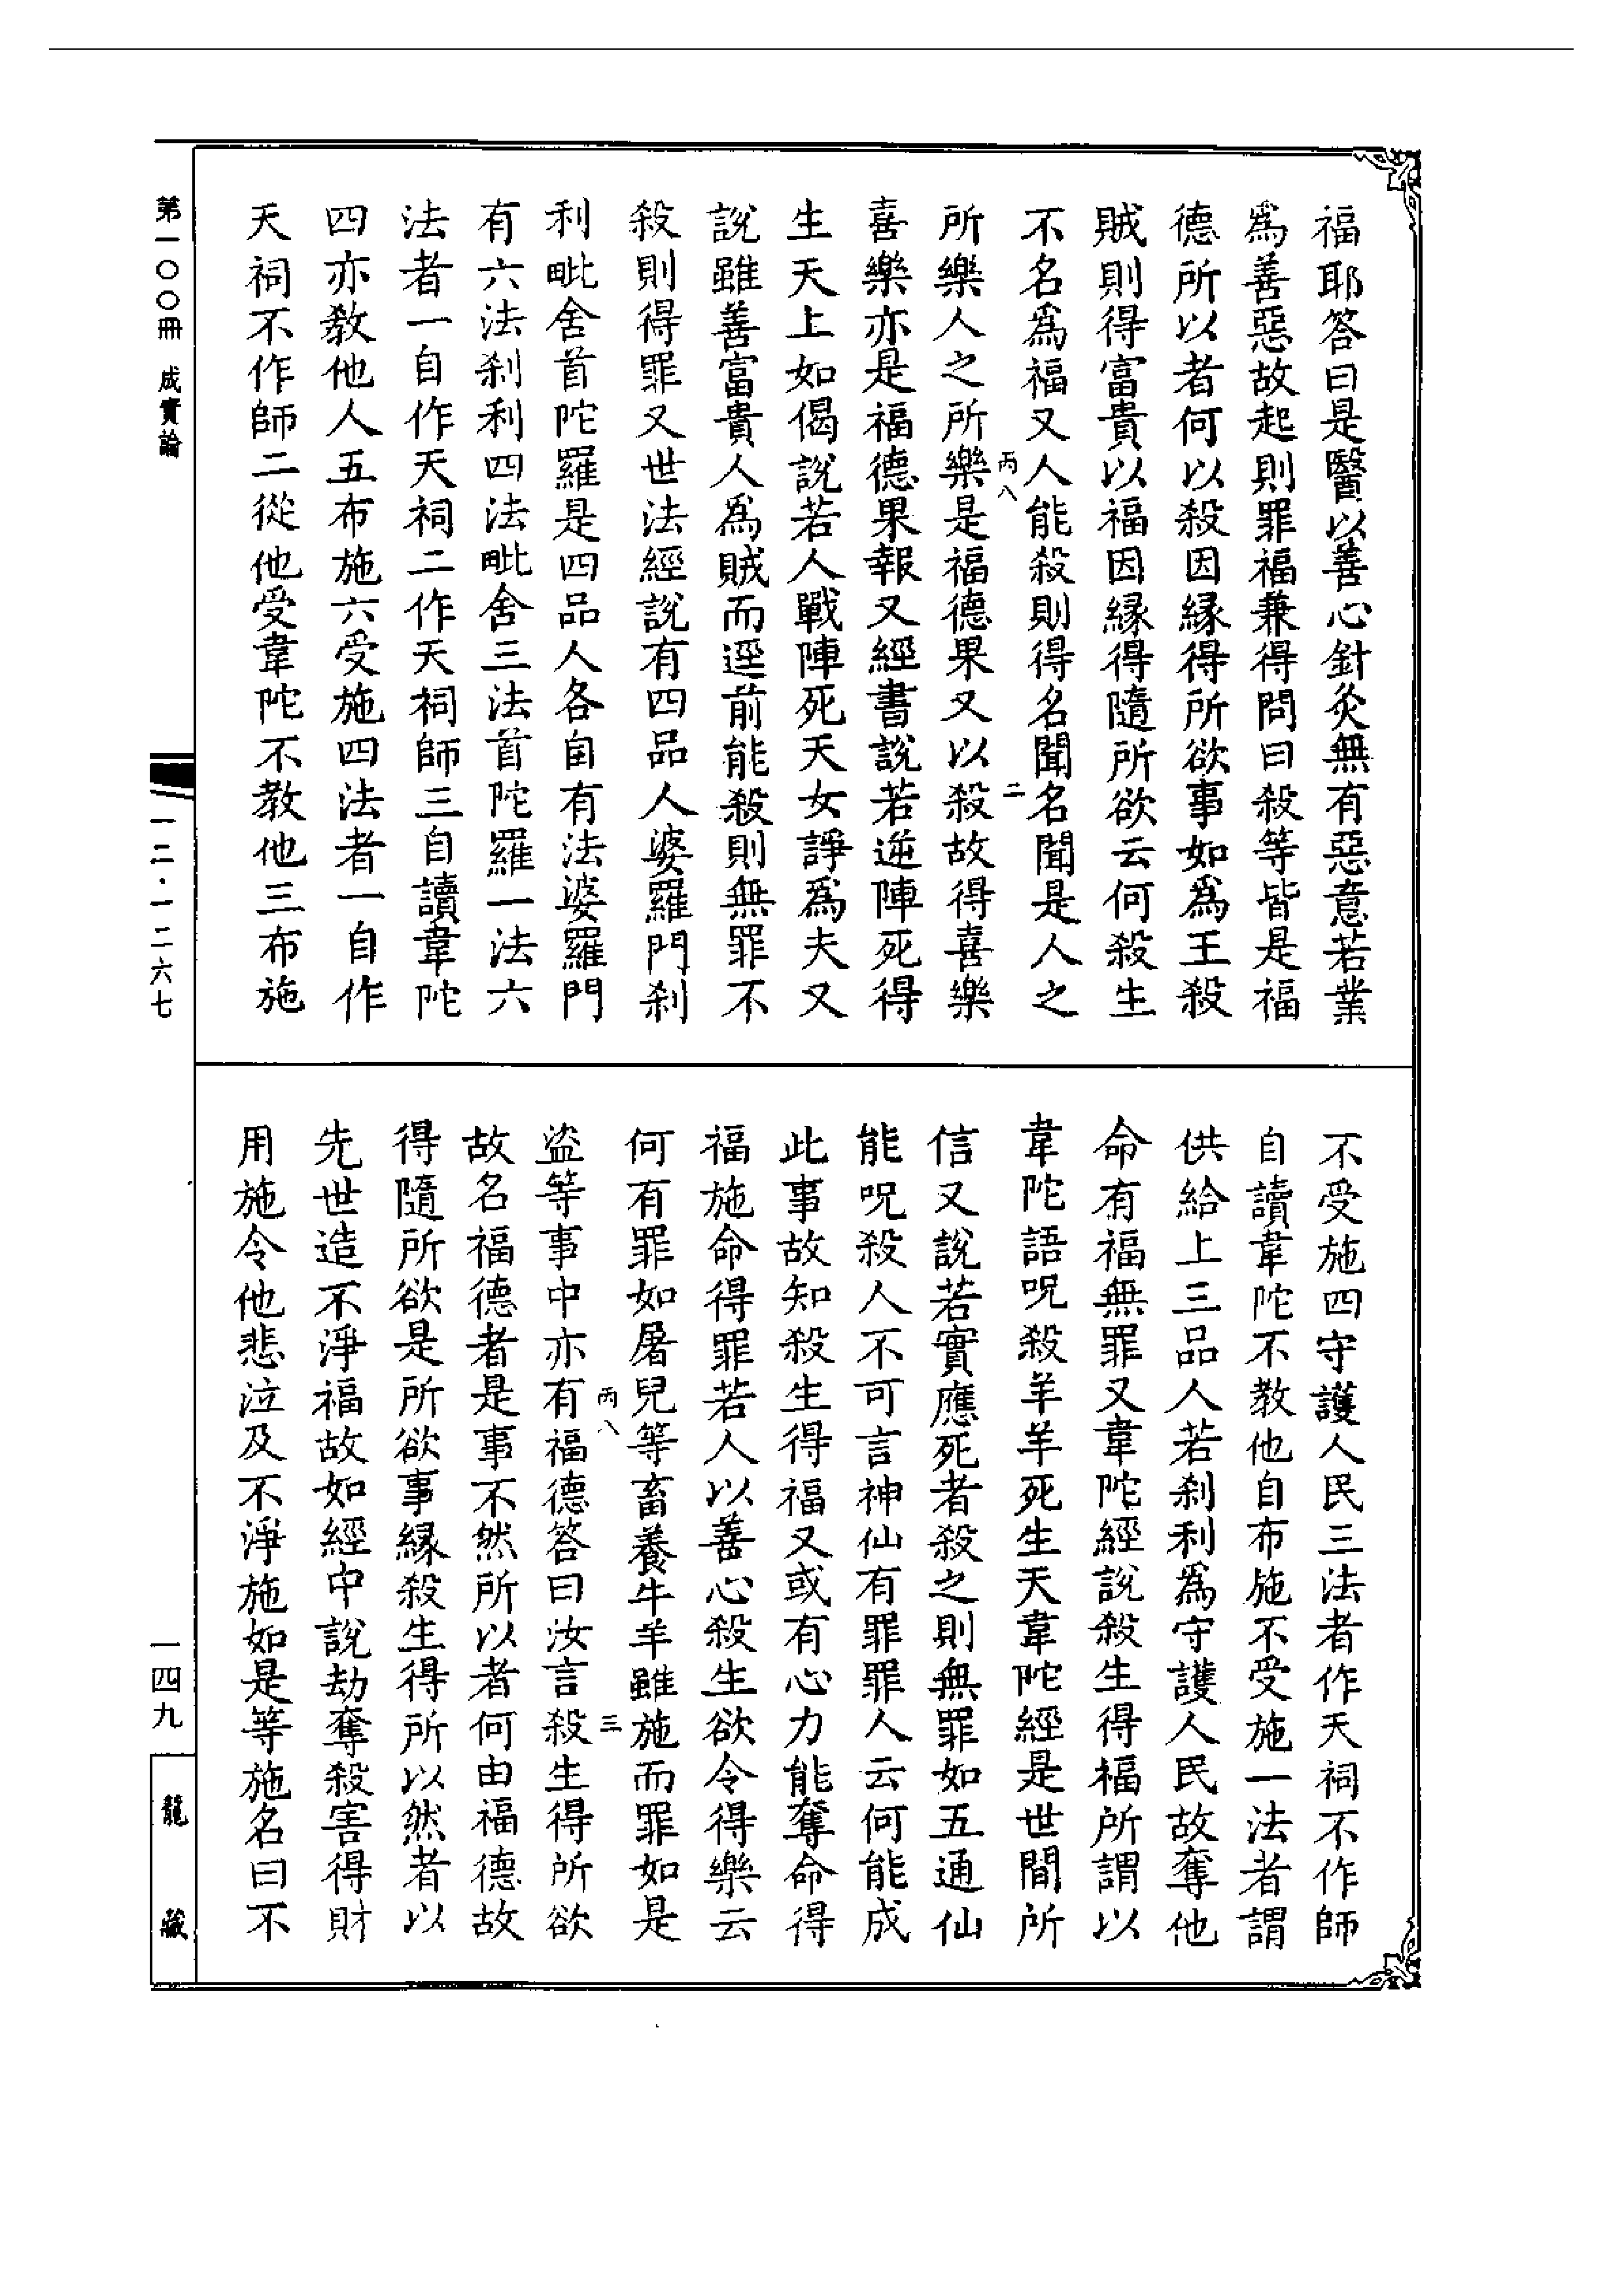 福耶答曰是醫以善心針灸無有惡意若業
爲善惡故起則罪福兼得問曰殺等皆是福
德所以者何以殺因縁得所欲事如爲王殺
賊則得富貴以福因縁得隨所欲云何殺生
不名爲福又人能殺則得名聞名聞是人之
丙八
二
所樂人之所樂是福德果又以殺故得喜樂
喜樂亦是福德果報又經書說若逆陣死得
生天上如偈說若人戰陣死天女諍爲夫又
說雖善富貴人爲賊而逕前能殺則無罪不
殺則得罪又世法經說有四品人婆羅門刹
利毗舍首陀羅是四品人各自有法婆羅門
有六法刹利四法毗舍三法首陀羅一法六
法者一自作天祠二作天祠師三自讀韋陀
四亦教他人五布施六受施四法者一自作
天祠不作師二從他受韋陀不教他三布施
不受施四守護人民三法者作天祠不作師
自讀韋陀不教他自布施不受施一法者謂
供給上三品人若刹利爲守護人民故奪他
命有福無罪又韋陀經說殺生得福所謂以
韋陀語呪殺羊羊死生天韋陀經是世間所
信又說若實應死者殺之則無罪如五通仙
能呪殺人不可言神仙有罪罪人云何能成
此事故知殺生得福又或有心力能奪命得
福施命得罪若人以善心殺生欲令得樂云
何有罪如屠兒等畜養牛羊雖施而罪如是
丙八
三
盜等事中亦有福德答曰汝言殺生得所欲
故名福德者是事不然所以者何由福德故
得隨所欲是所欲事縁殺生得所以然者以
先世造不淨福故如經中說劫奪殺害得財
用施令他悲泣及不淨施如是等施名曰不
第一〇〇冊 成實論
一二·一二六七
一四九
龍藏